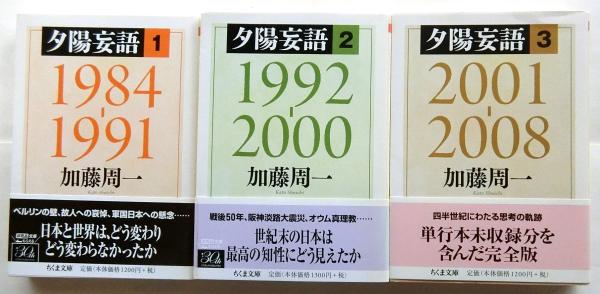 夕陽妄語 1
1984
-
1991
加藤周一
Kato Shuichi
ベルリンの壁、故人への哀悼、軍国日本への懸念……
日本と世界は、どう変わり
どう変わらなかったか
30th
ちくま文庫 定価(本体価格1200円+税)
夕陽妄語 2
1992
-
2000
加藤周一
Kato Shuichi
戦後50年、阪神淡路大震災、オウム真理教……
世紀末の日本は
最高の知性にどう見えたか
30th
ちくま文庫 定価(本体価格1300円+税)
夕陽妄語 3
2001
-
2008
加藤周一
Kato Shuichi
四半世紀にわたる思考の軌跡
単行本未収録分を
含んだ完全版
ちくま文庫 定価(本体価格1200円+税)